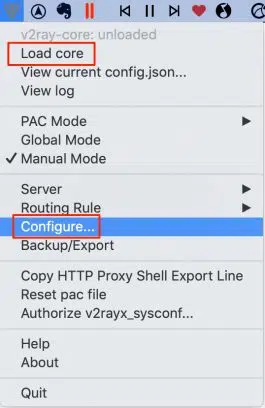 v2ray-core: unloaded
Load core
View current config.json...
View log
PAC Mode
Global Mode
Manual Mode
Server
Routing Rule
Configure...
Backup/Export
Copy HTTP Proxy Shell Export Line
Reset pac file
Authorize v2rayx_sysconf...
Help
About
Quit